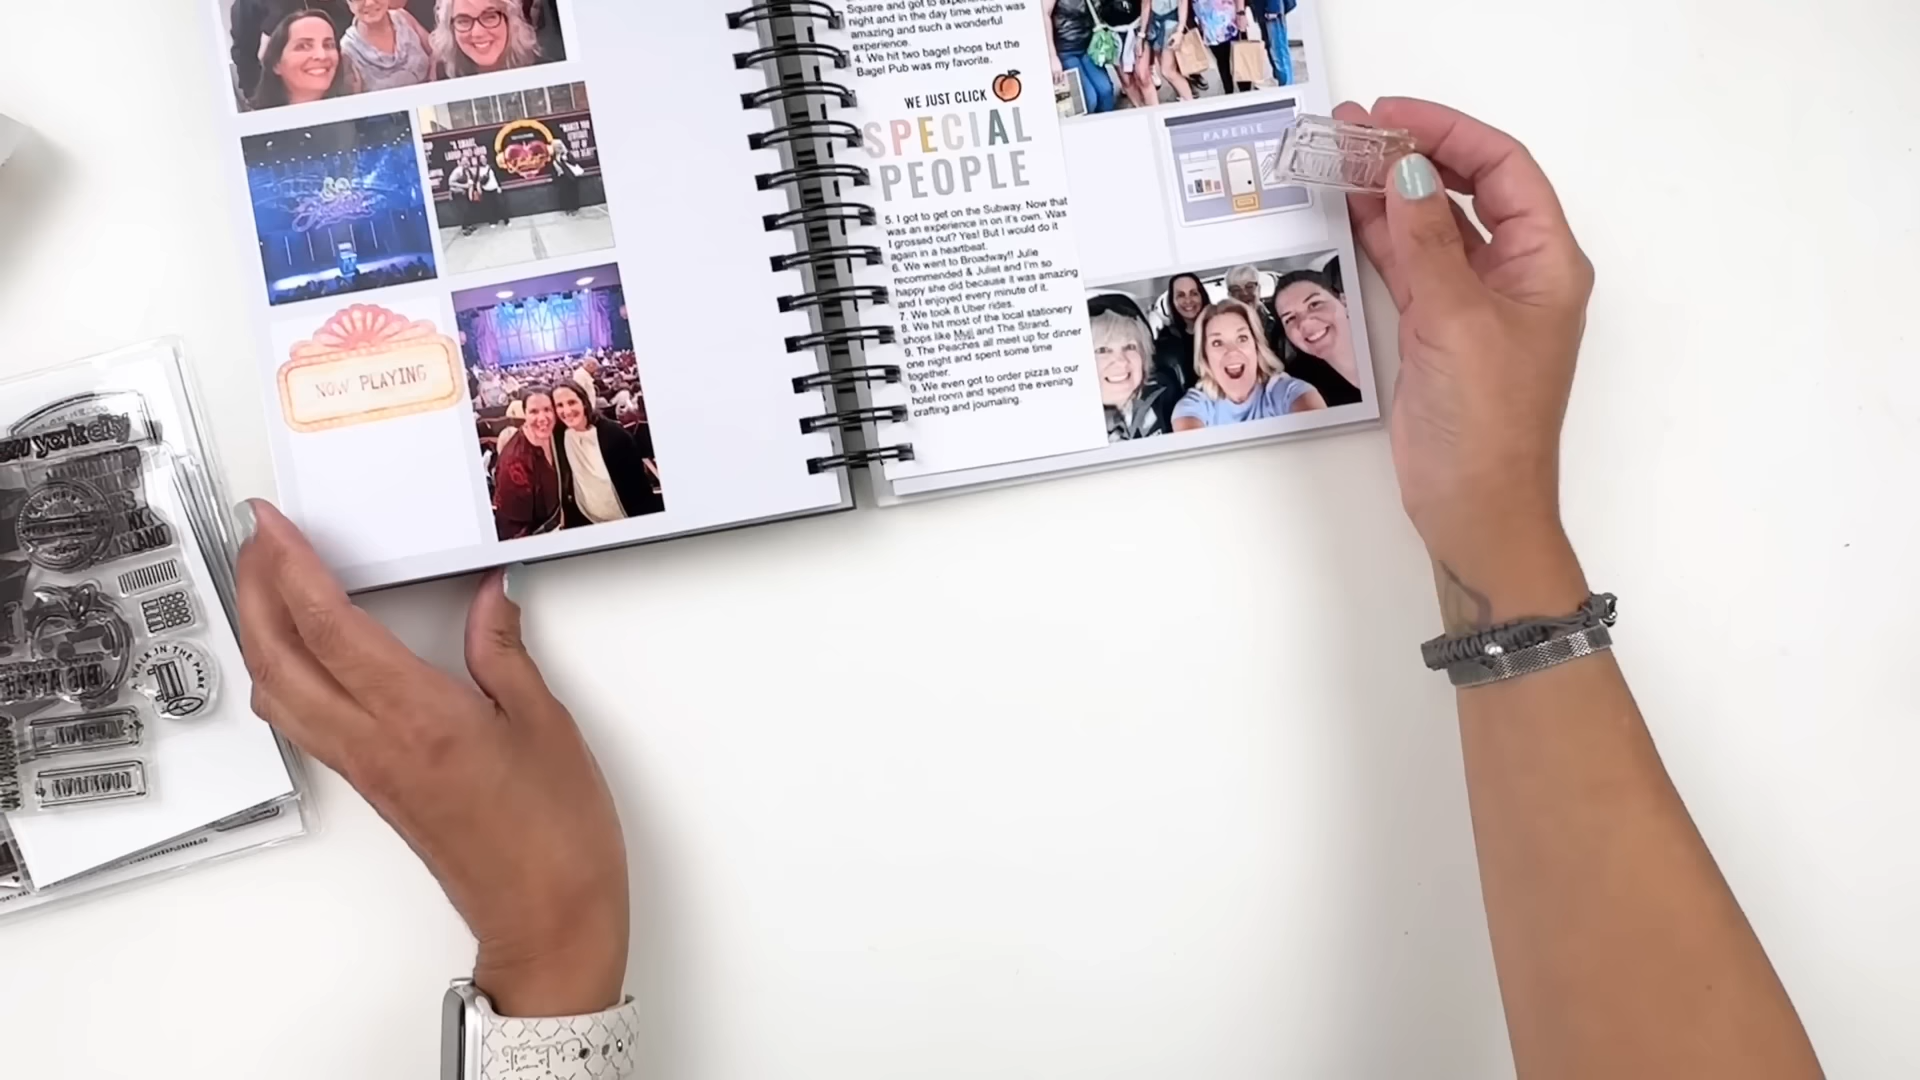 NOW PLAYING
Square and got to
night and in the day time which was
amazing and such a wonderful
experience.
4. We hit two bagel shops but the
Bagel Pub was my favorite.
WE JUST CLICK
SPECIAL
PEOPLE
5. I got to get on the Subway. Now that
was an experience in on it's own. Was
I grossed out? Yes! But I would do it
again in a heartbeat.
6. We went to Broadway!! Julie
recommended & Juliet and I'm so
happy she did because it was amazing
and I enjoyed every minute of it.
7. We took 8 Uber rides.
8. We hit most of the local stationery
shops like Muji and The Strand.
9. The Peaches all meet up for dinner
one night and spent some time
together.
9. We even got to order pizza to our
hotel room and spend the evening
crafting and journaling.
PAPERIE
york city
ISLAND
BIG APPLE
A WALK IN THE PARK